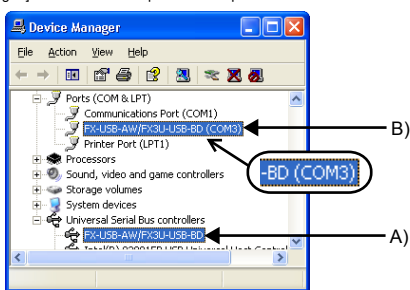 Device Manager
File Action View Help
Ports (COM & LPT)
Communications Port (COM1)
FX-USB-AW/FX3U-USB-BD (COM3)
B)
Printer Port (LPT1)
Processors
-BD (COM3)
Sound, video and game controllers
Storage volumes
System devices
Universal Serial Bus controllers
FX-USB-AW/FX3U-USB-BD
A)